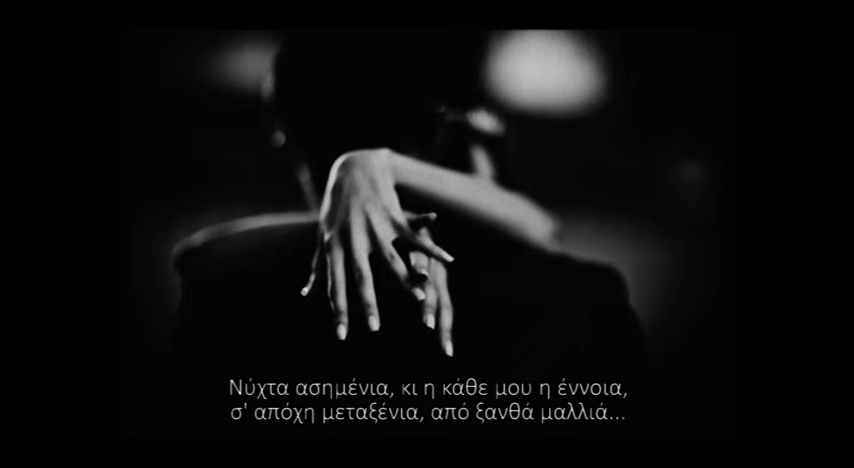 Νύχτα ασημένια, κι η κάθε μου η έννοια,
σ' απόχη μεταξένια, από ξανθά μαλλιά...